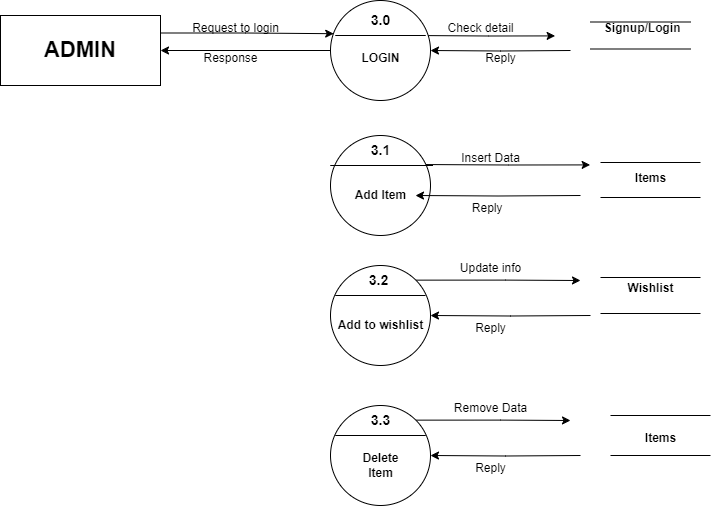 ADMIN
Request to login
Response
3.0
LOGIN
Check detail
Reply
Signup/Login
3.1
Add Item
Insert Data
Reply
Items
3.2
Add to wishlist
Update info
Reply
Wishlist
3.3
Delete
Item
Remove Data
Reply
Items